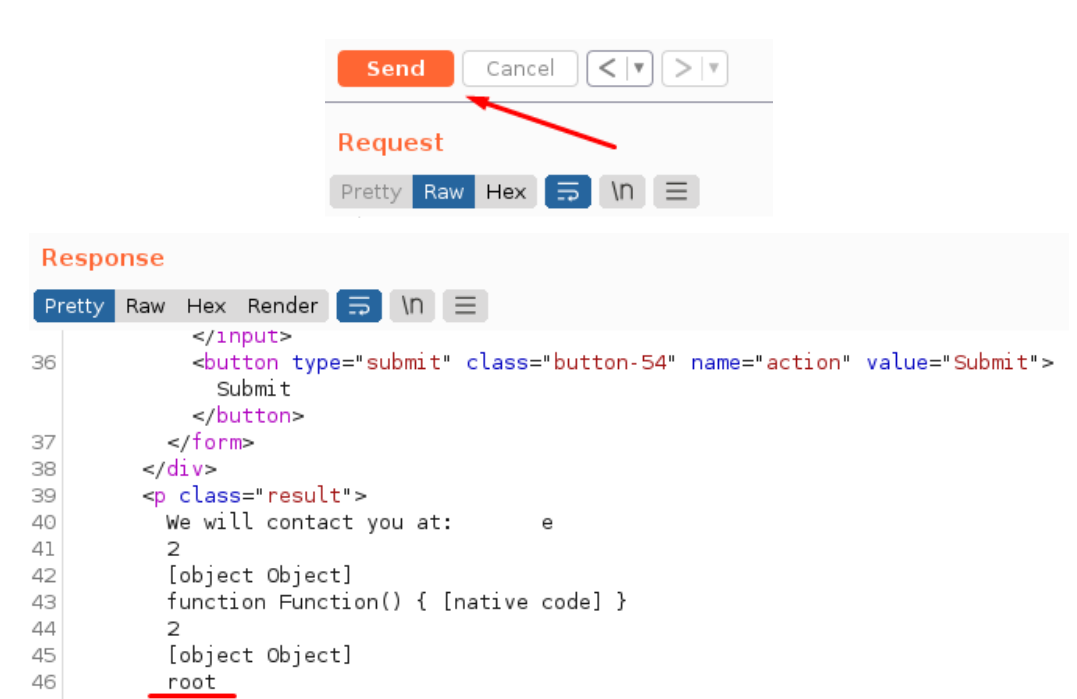 Send Cancel < ▼ > ▼
Request
Pretty Raw Hex \n
Response
Pretty Raw Hex Render \n
</input>
36 <button type="submit" class="button-54" name="action" value="Submit">
Submit
</button>
37 </form>
38 </div>
39 <p class="result">
40 We will contact you at: e
41 2
42 [object Object]
43 function Function() { [native code] }
44 2
45 [object Object]
46 root